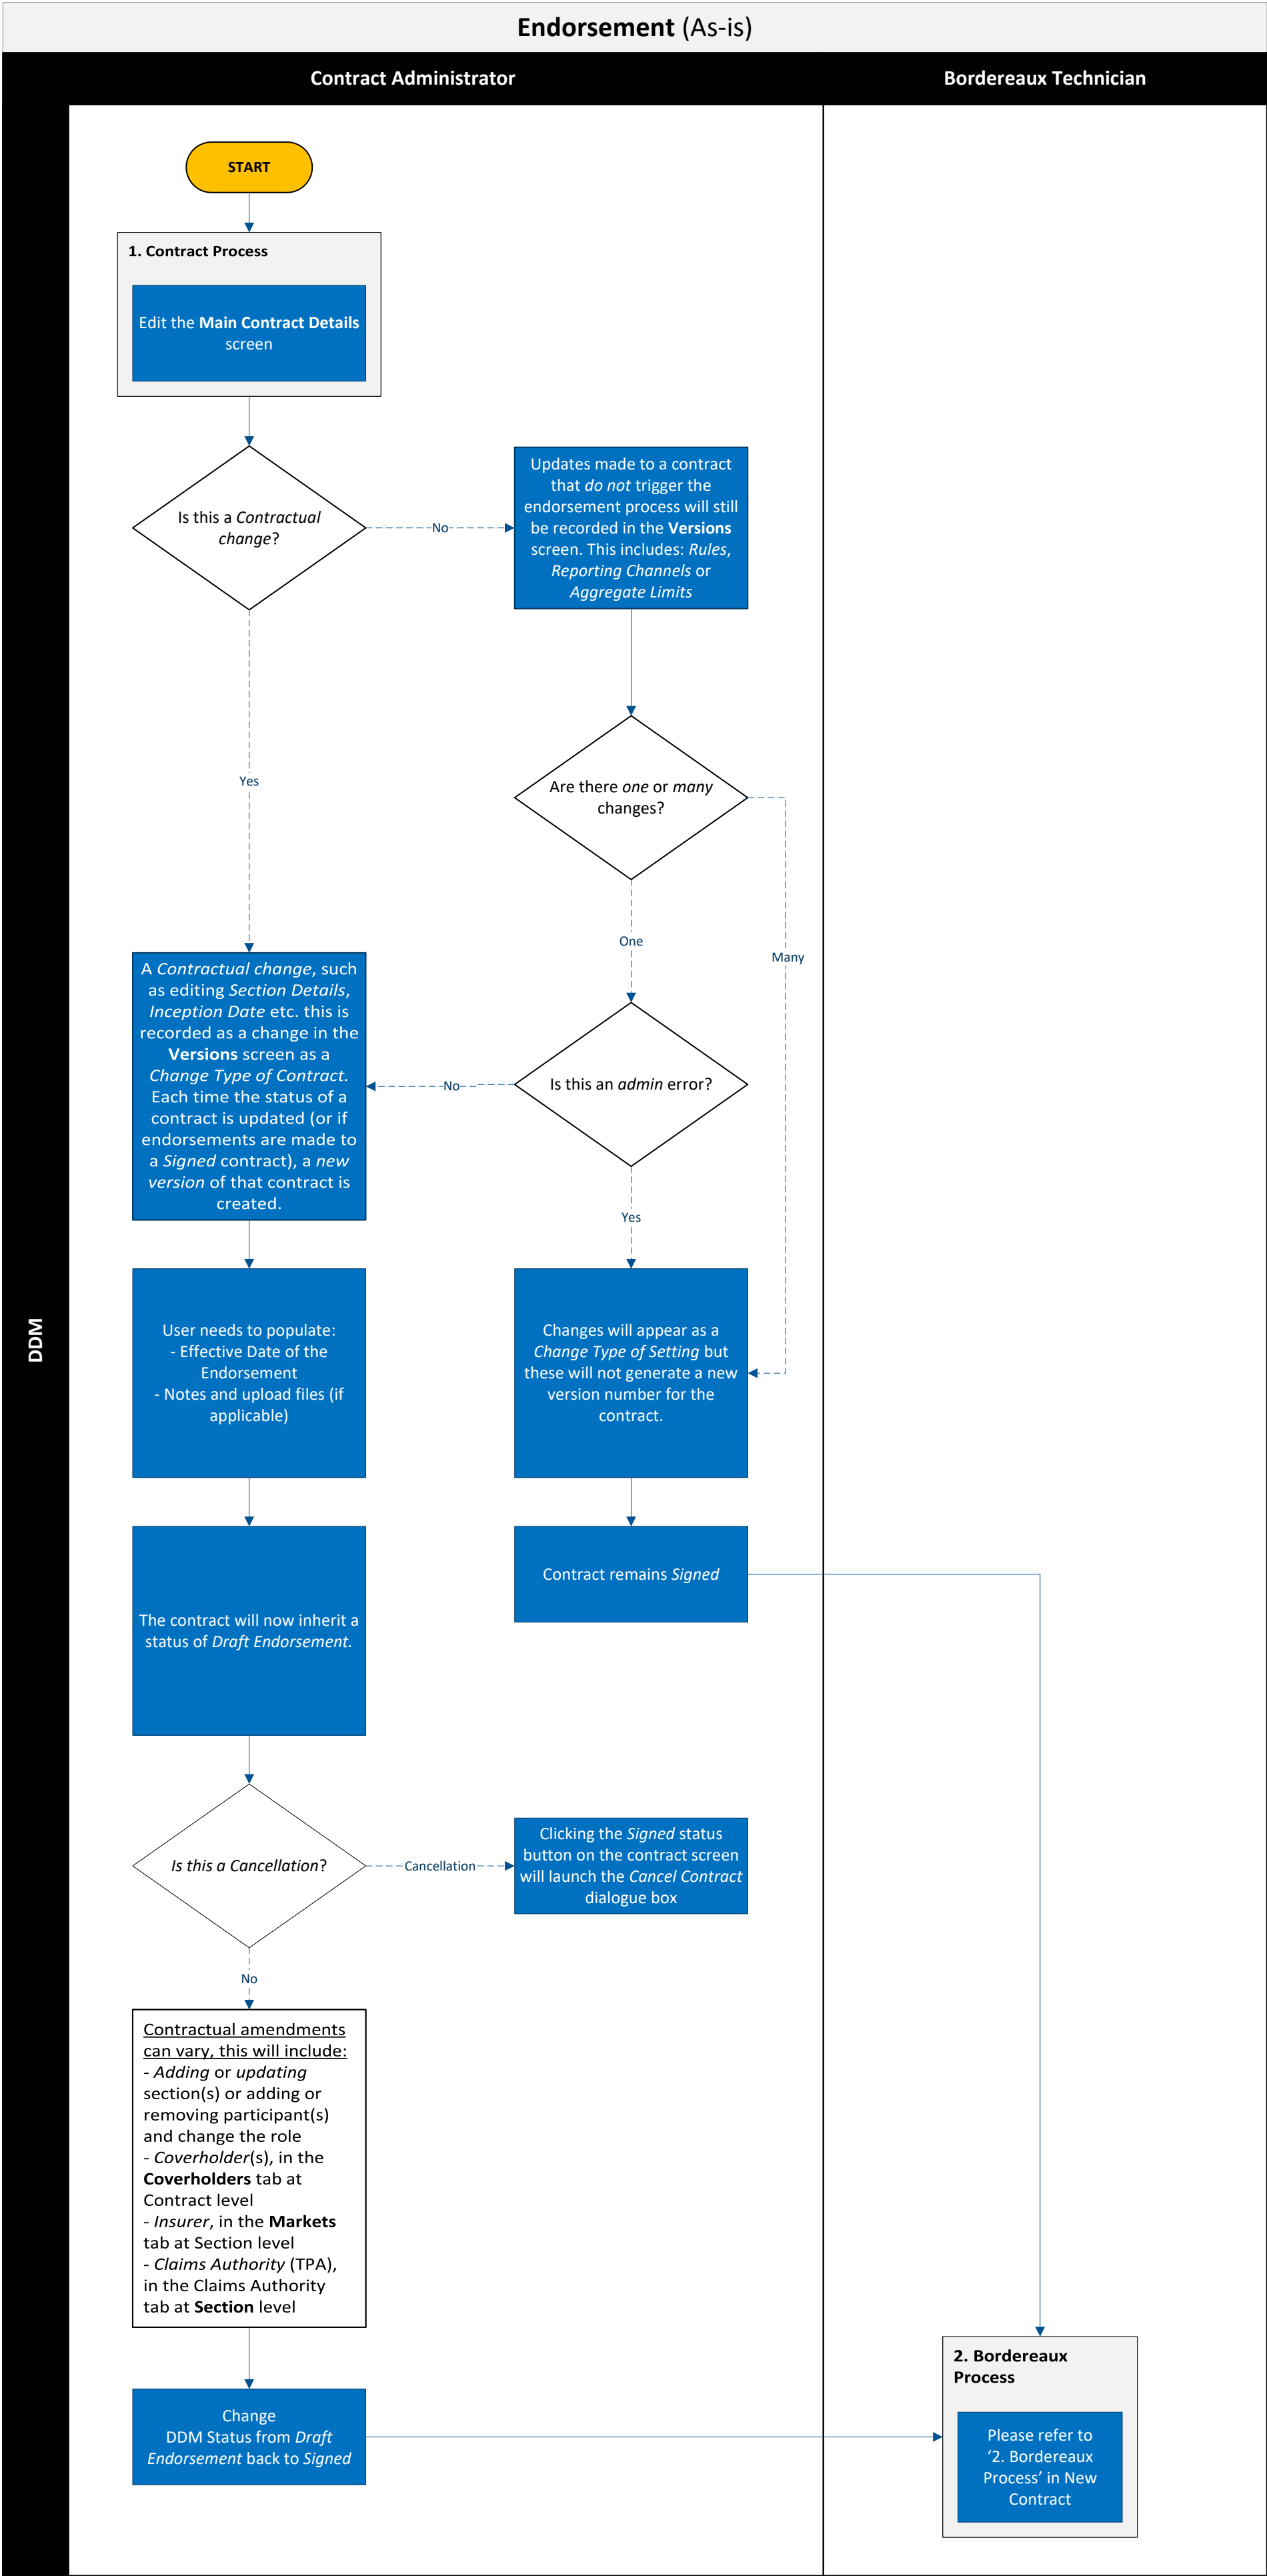 Endorsement (As-is)
Contract Administrator
Bordereaux Technician
DDM
START
1. Contract Process
Edit the Main Contract Details
screen
Is this a Contractual
change?
No
Updates made to a contract
that do not trigger the
endorsement process will still
be recorded in the Versions
screen. This includes: Rules,
Reporting Channels or
Aggregate Limits
Yes
Are there one or many
changes?
One
Many
A Contractual change, such
as editing Section Details,
Inception Date etc. this is
recorded as a change in the
Versions screen as a
Change Type of Contract.
Each time the status of a
contract is updated (or if
endorsements are made to
a Signed contract), a new
version of that contract is
created.
No
Is this an admin error?
Yes
User needs to populate:
- Effective Date of the
Endorsement
- Notes and upload files (if
applicable)
Changes will appear as a
Change Type of Setting but
these will not generate a new
version number for the
contract.
The contract will now inherit a
status of Draft Endorsement.
Contract remains Signed
Is this a Cancellation?
Cancellation
Clicking the Signed status
button on the contract screen
will launch the Cancel Contract
dialogue box
No
Contractual amendments
can vary, this will include:
- Adding or updating
section(s) or adding or
removing participant(s)
and change the role
- Coverholder(s), in the
Coverholders tab at
Contract level
- Insurer, in the Markets
tab at Section level
- Claims Authority (TPA),
in the Claims Authority
tab at Section level
Change
DDM Status from Draft
Endorsement back to Signed
2. Bordereaux
Process
Please refer to
‘2. Bordereaux
Process’ in New
Contract